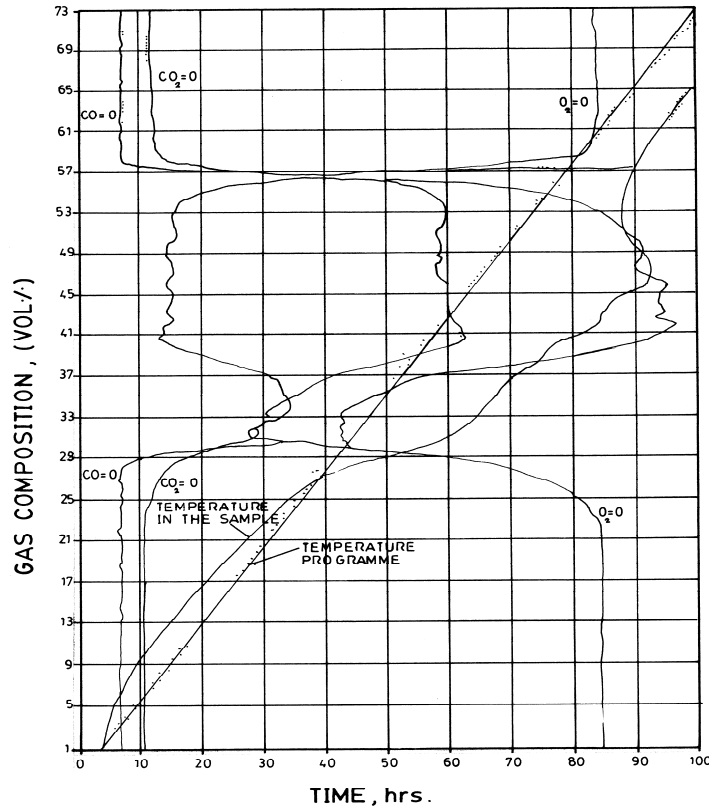 73
69
CO2=0
65
O2=0
CO=0
61
57
53
49
45
41
37
33
29
CO=0
CO2=0
25
TEMPERATURE
IN THE SAMPLE
O2=0
21
TEMPERATURE
PROGRAMME
17
13
9
5
1
0 10 20 30 40 50 60 70 80 90 100
TIME, hrs.
GAS COMPOSITION, (VOL·/·)